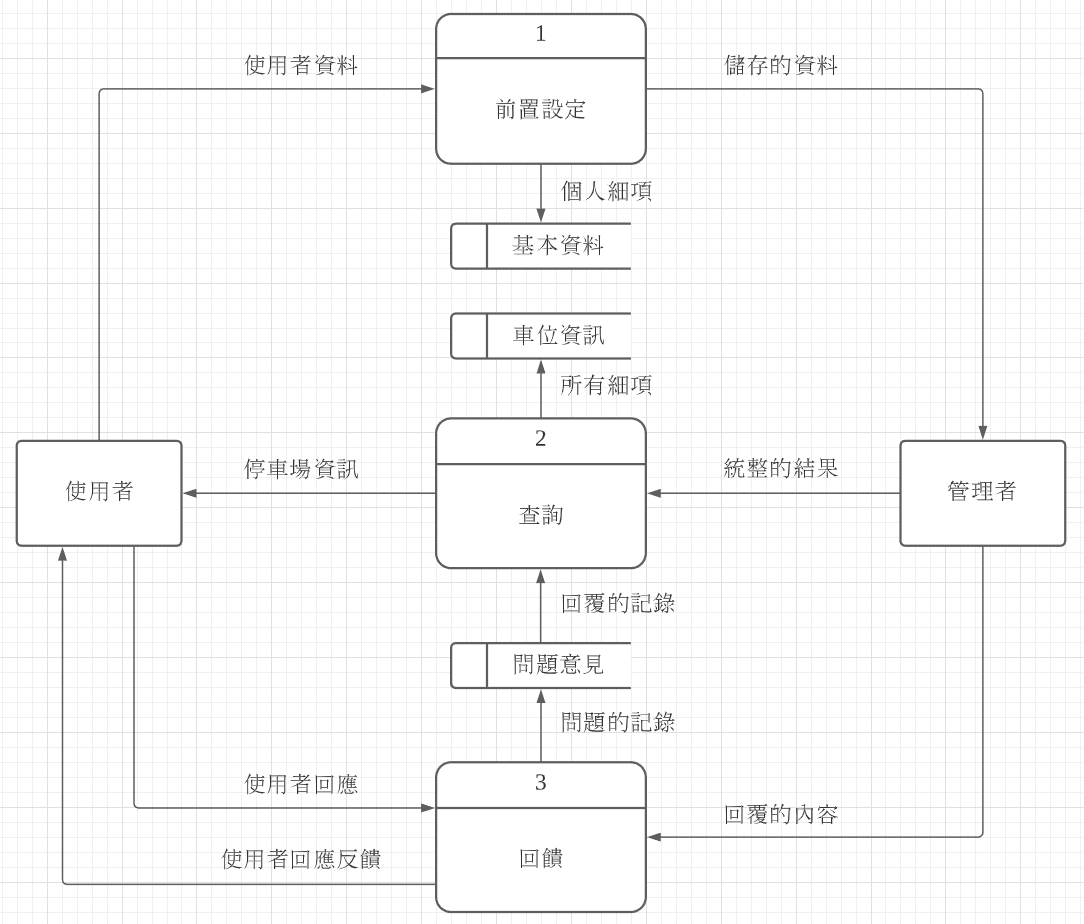 1
使用者資料
儲存的資料
前置設定
個人細項
基本資料
車位資訊
所有細項
2
停車場資訊
統整的結果
使用者
管理者
查詢
回覆的記錄
問題意見
問題的記錄
3
使用者回應
回覆的內容
回饋
使用者回應反饋